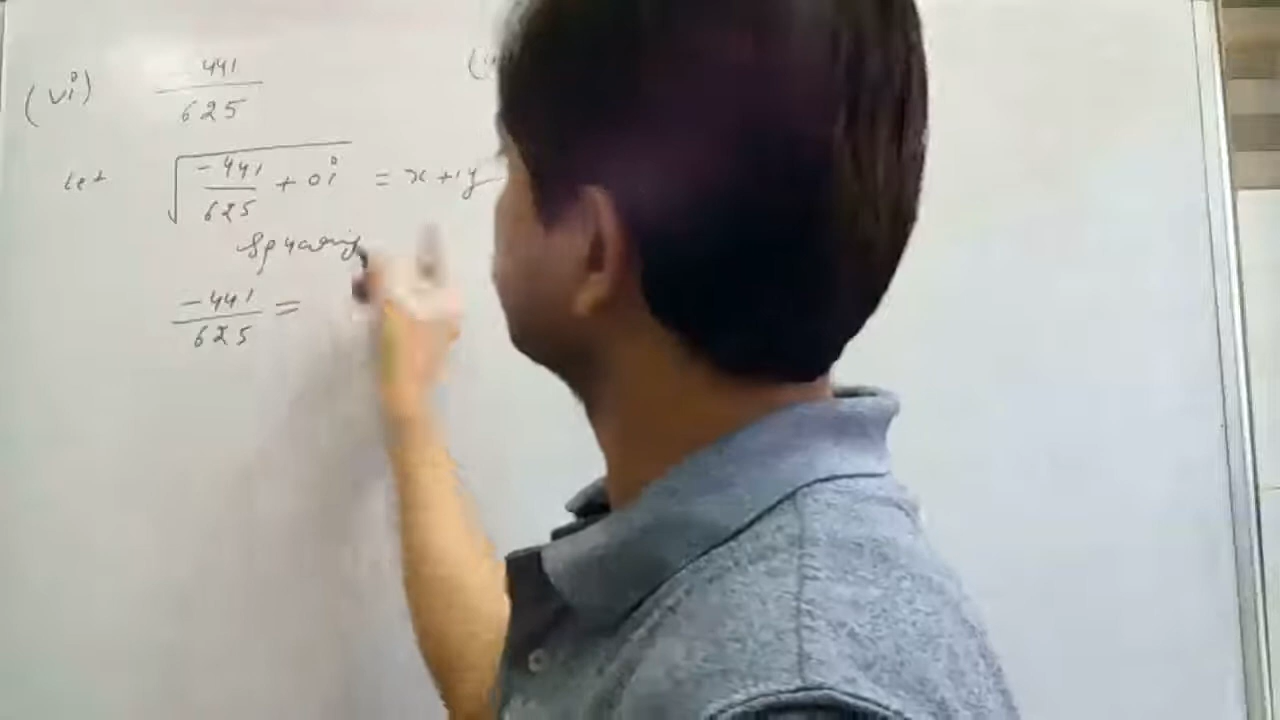 (vi) -441/625
let √(-441/625 + 0i) = x + iy
Squaring
-441/625 =